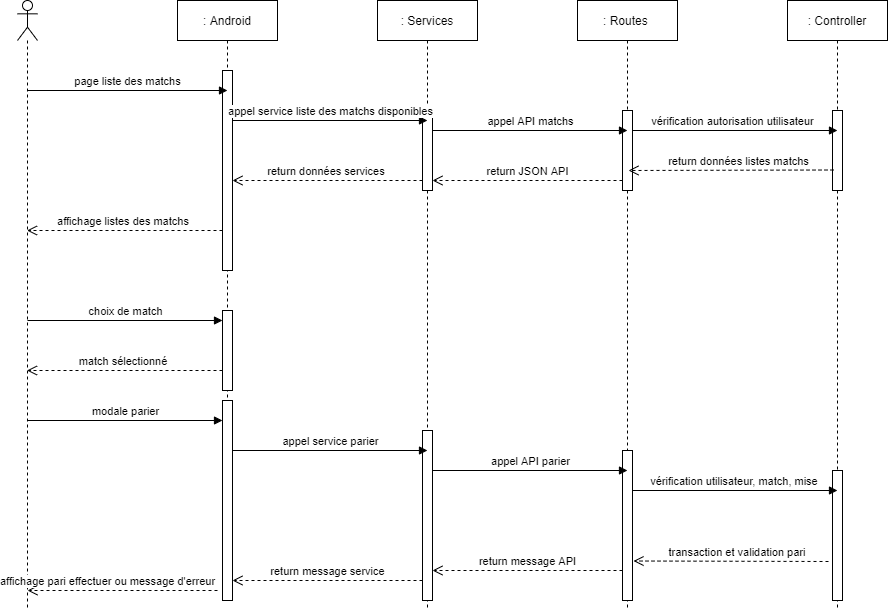 : Android
: Services
: Routes
: Controller
page liste des matchs
appel service liste des matchs disponibles
appel API matchs
vérification autorisation utilisateur
return données listes matchs
return JSON API
return données services
affichage listes des matchs
choix de match
match sélectionné
modale parier
appel service parier
appel API parier
vérification utilisateur, match, mise
transaction et validation pari
return message API
return message service
affichage pari effectuer ou message d'erreur